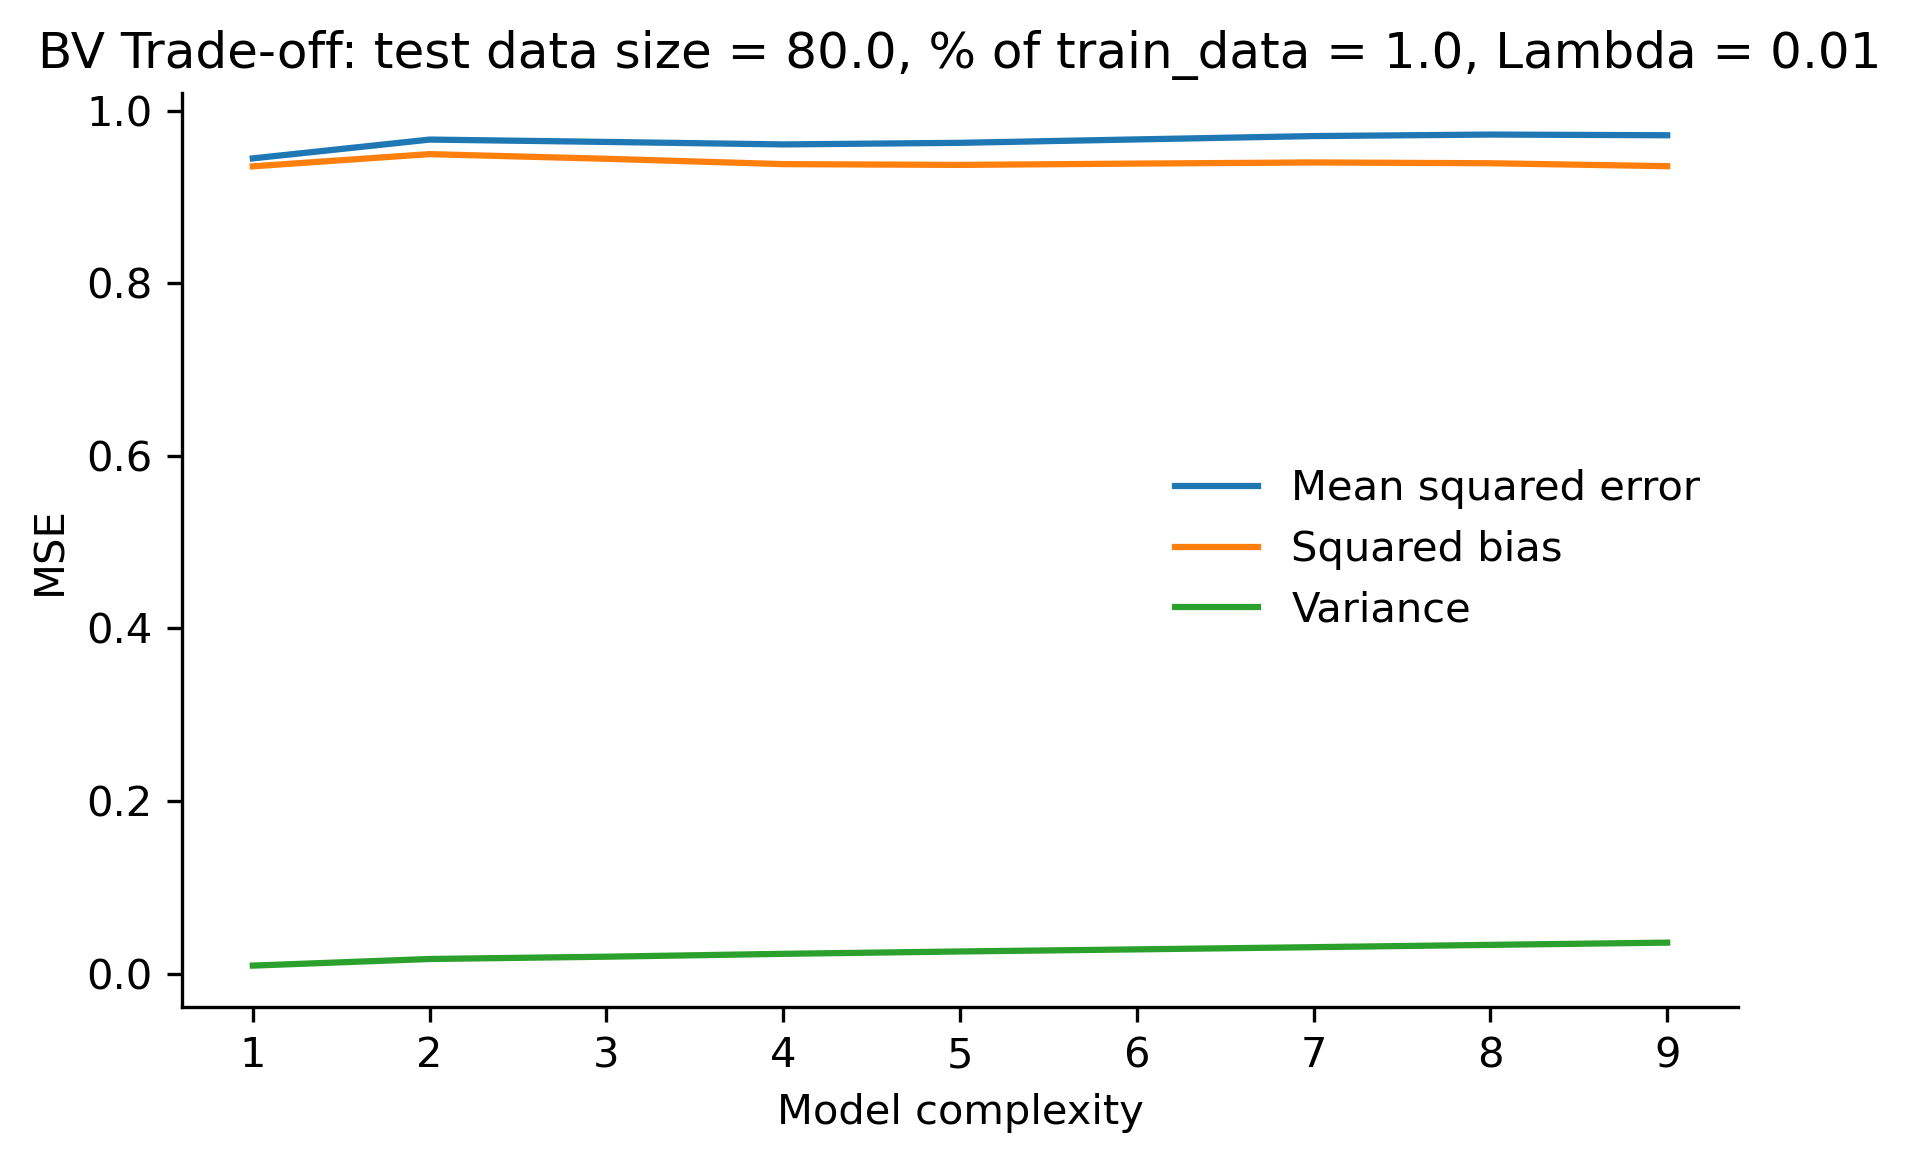 BV Trade-off: test data size = 80.0, % of train_data = 1.0, Lambda = 0.01
1.0
0.8
0.6
0.4
0.2
0.0
MSE
Mean squared error
Squared bias
Variance
1 2 3 4 5 6 7 8 9
Model complexity